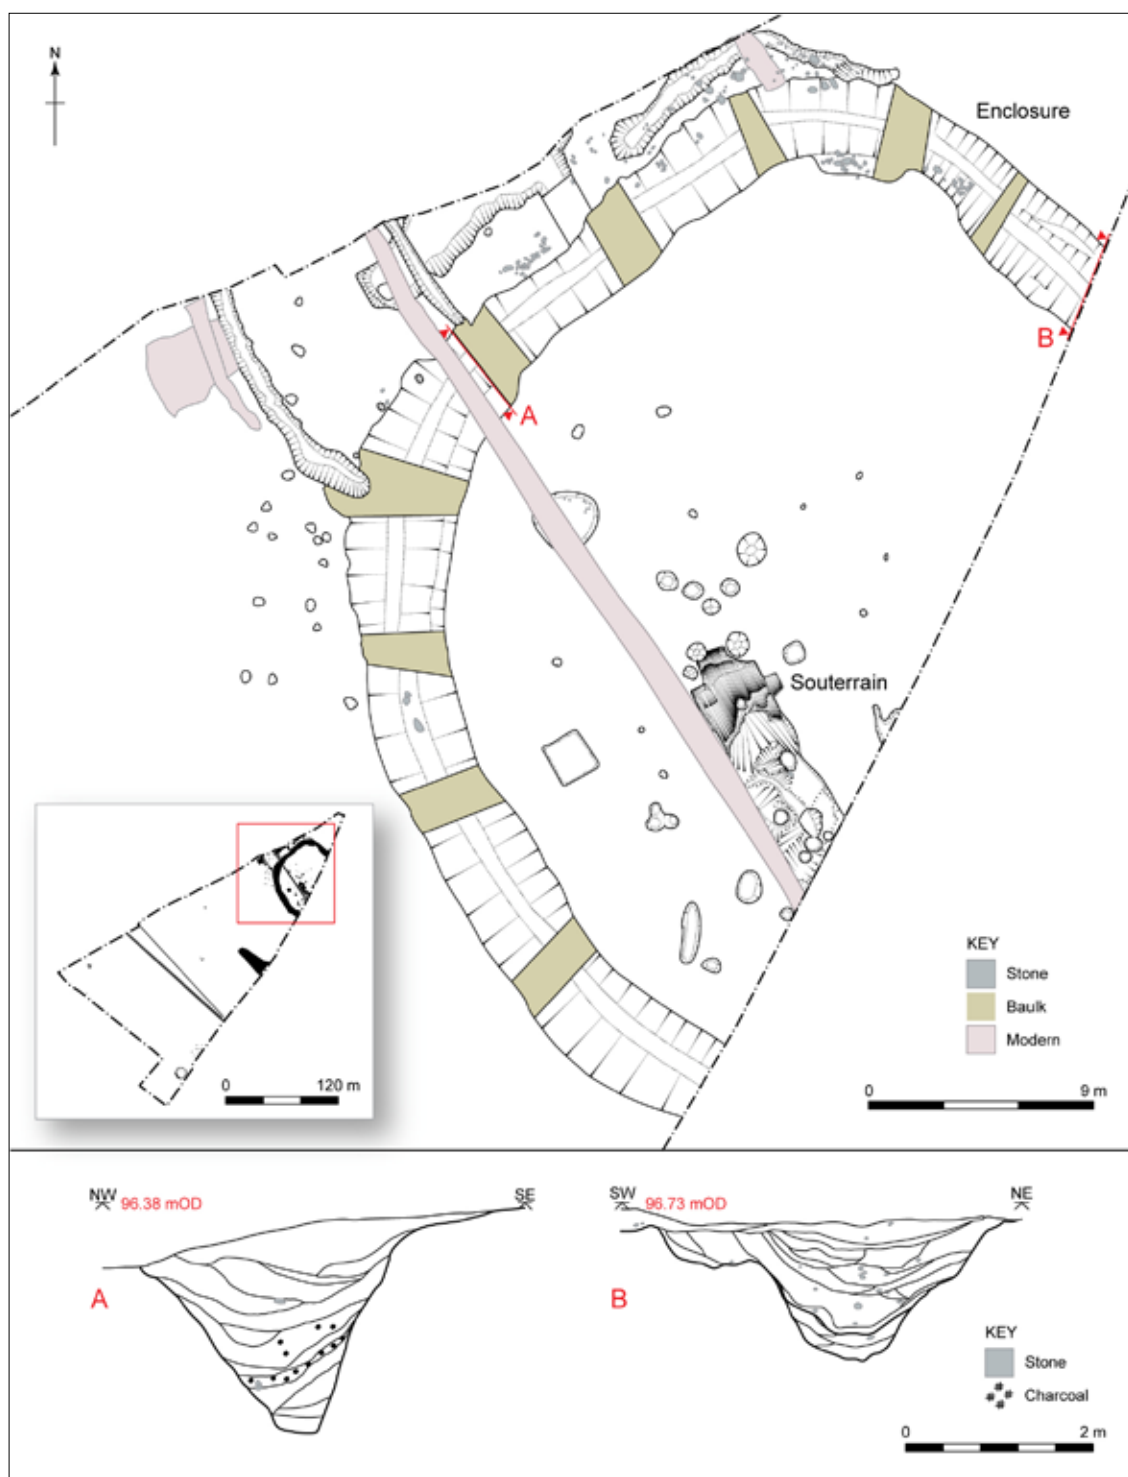 N
Enclosure
B
A
Souterrain
KEY
Stone
Baulk
Modern
0 9 m
0 120 m
NW 96.38 mOD SE
A
SW 96.73 mOD NE
B
KEY
Stone
Charcoal
0 2 m